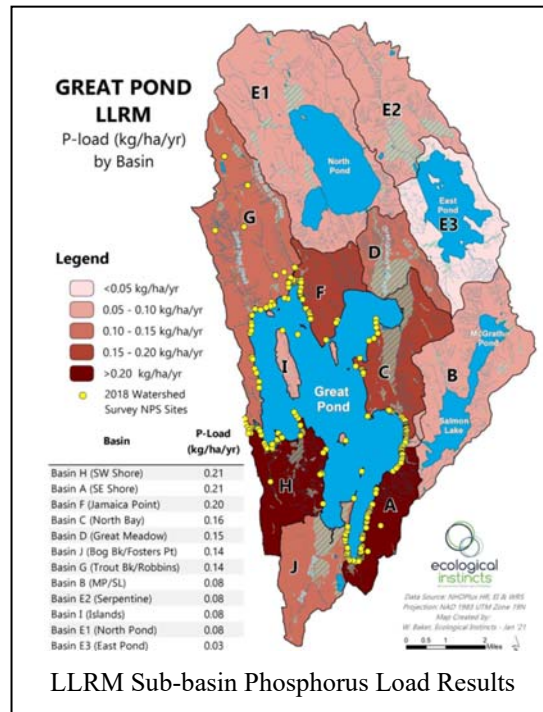 GREAT POND
LLRM
P-load (kg/ha/yr)
by Basin
E1
E2
North
Pond
East
Pond
E3
G
D
F
Legend
<0.05 kg/ha/yr
0.05 - 0.10 kg/ha/yr
0.10 - 0.15 kg/ha/yr
0.15 - 0.20 kg/ha/yr
>0.20 kg/ha/yr
2018 Watershed
Survey NPS Sites
I
Great
Pond
C
B
McGrath
Pond
Salmon
Lake
H
A
J
Basin P-Load
(kg/ha/yr)
Basin H (SW Shore) 0.21
Basin A (SE Shore) 0.21
Basin F (Jamaica Point) 0.20
Basin C (North Bay) 0.16
Basin D (Great Meadow) 0.15
Basin J (Bog Bk/Fosters Pt) 0.14
Basin G (Trout Bk/Robbins) 0.14
Basin B (MP/SL) 0.08
Basin E2 (Serpentine) 0.08
Basin I (Islands) 0.08
Basin E1 (North Pond) 0.08
Basin E3 (East Pond) 0.03
ecological
instincts
Data Source: NHDPlus HR, EI & WRS
Projection: NAD 1983 UTM Zone 19N
Map Created by:
W. Baker, Ecological Instincts - Jan '21
0 0.5 1 2
Miles
LLRM Sub-basin Phosphorus Load Results